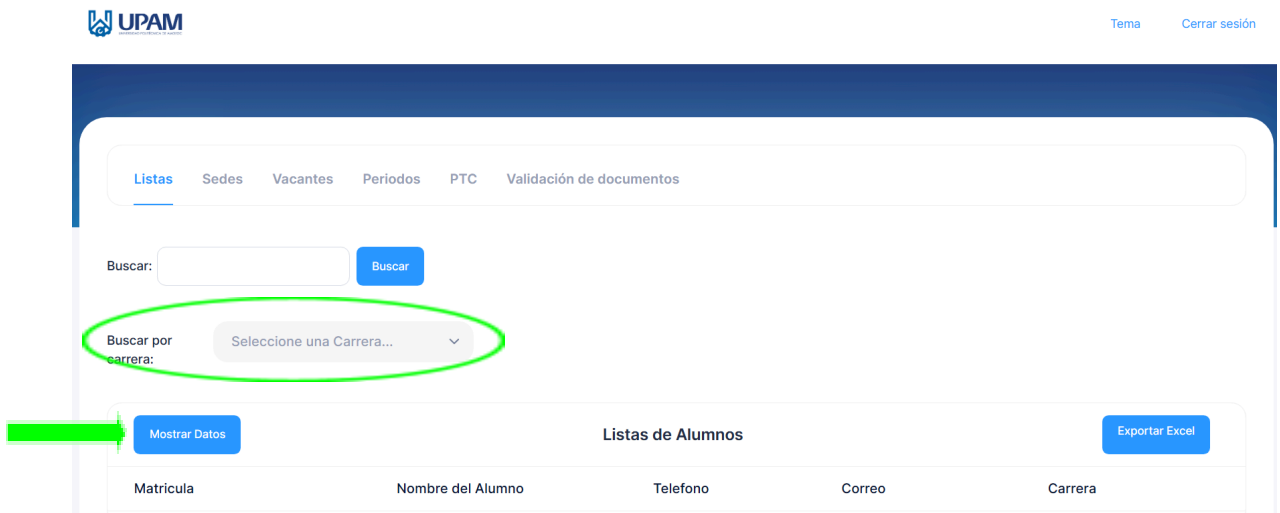 UPAM
Tema Cerrar sesión
Listas Sedes Vacantes Periodos PTC Validación de documentos
Buscar: Buscar
Buscar por
carrera:
Seleccione una Carrera...
Mostrar Datos Listas de Alumnos Exportar Excel
Matricula Nombre del Alumno Telefono Correo Carrera